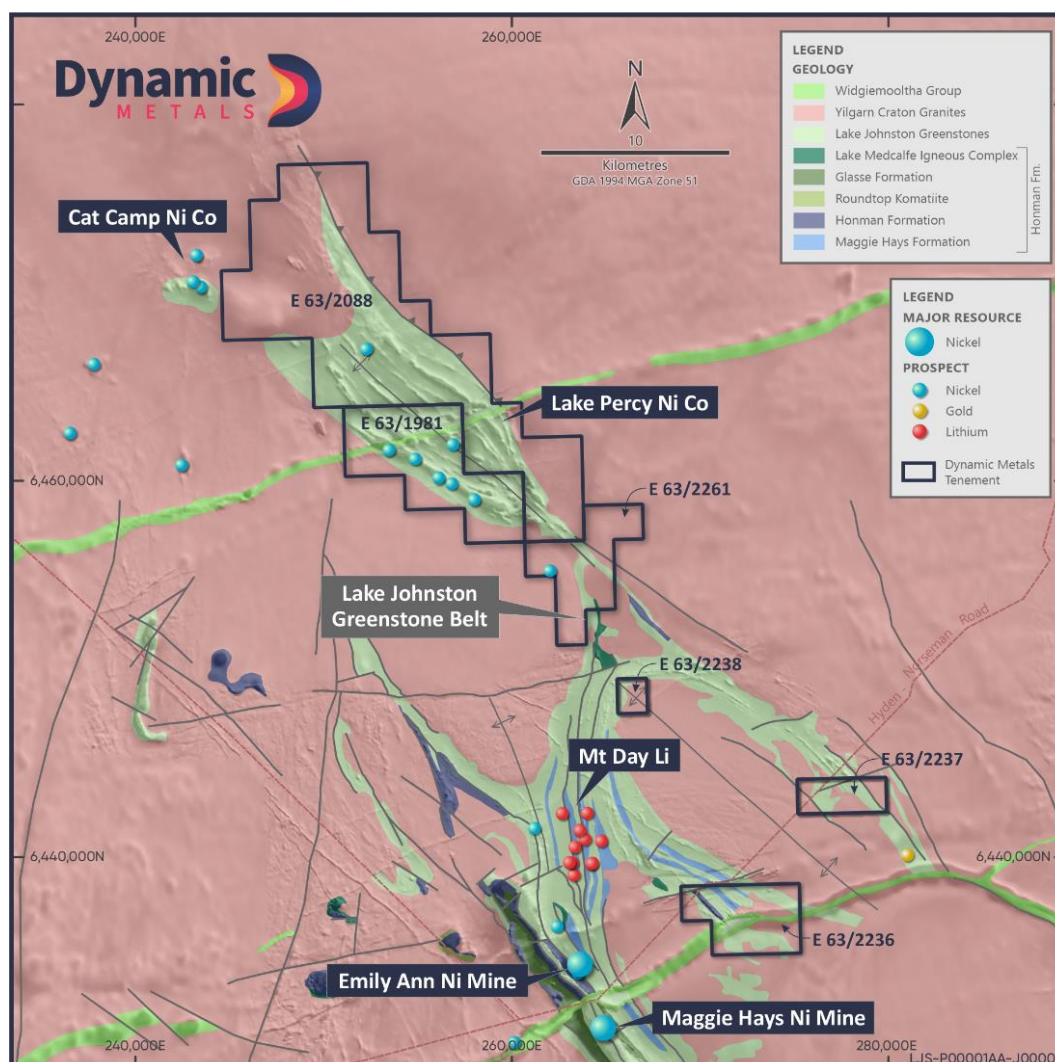 240,000E
260,000E
Dynamic
METALS
N
10
Kilometres
GDA 1994 MGA Zone 51
LEGEND
GEOLOGY
Widgiemooltha Group
Yilgarn Craton Granites
Lake Johnston Greenstones
Lake Medcalfe Igneous Complex
Glasse Formation
Roundtop Komatiite
Honman Formation
Maggie Hays Formation
Honman Fm.
LEGEND
MAJOR RESOURCE
Nickel
PROSPECT
Nickel
Gold
Lithium
Dynamic Metals
Tenement
Cat Camp Ni Co
E 63/2088
Lake Percy Ni Co
E 63/1981
6,460,000N
E 63/2261
Lake Johnston
Greenstone Belt
Hyden - Norseman Road
E 63/2238
Mt Day Li
E 63/2237
6,440,000N
6,440,000N
E 63/2236
Emily Ann Ni Mine
Maggie Hays Ni Mine
240,000E
260,000E
280,000E
LJS-P00001AA-J0000